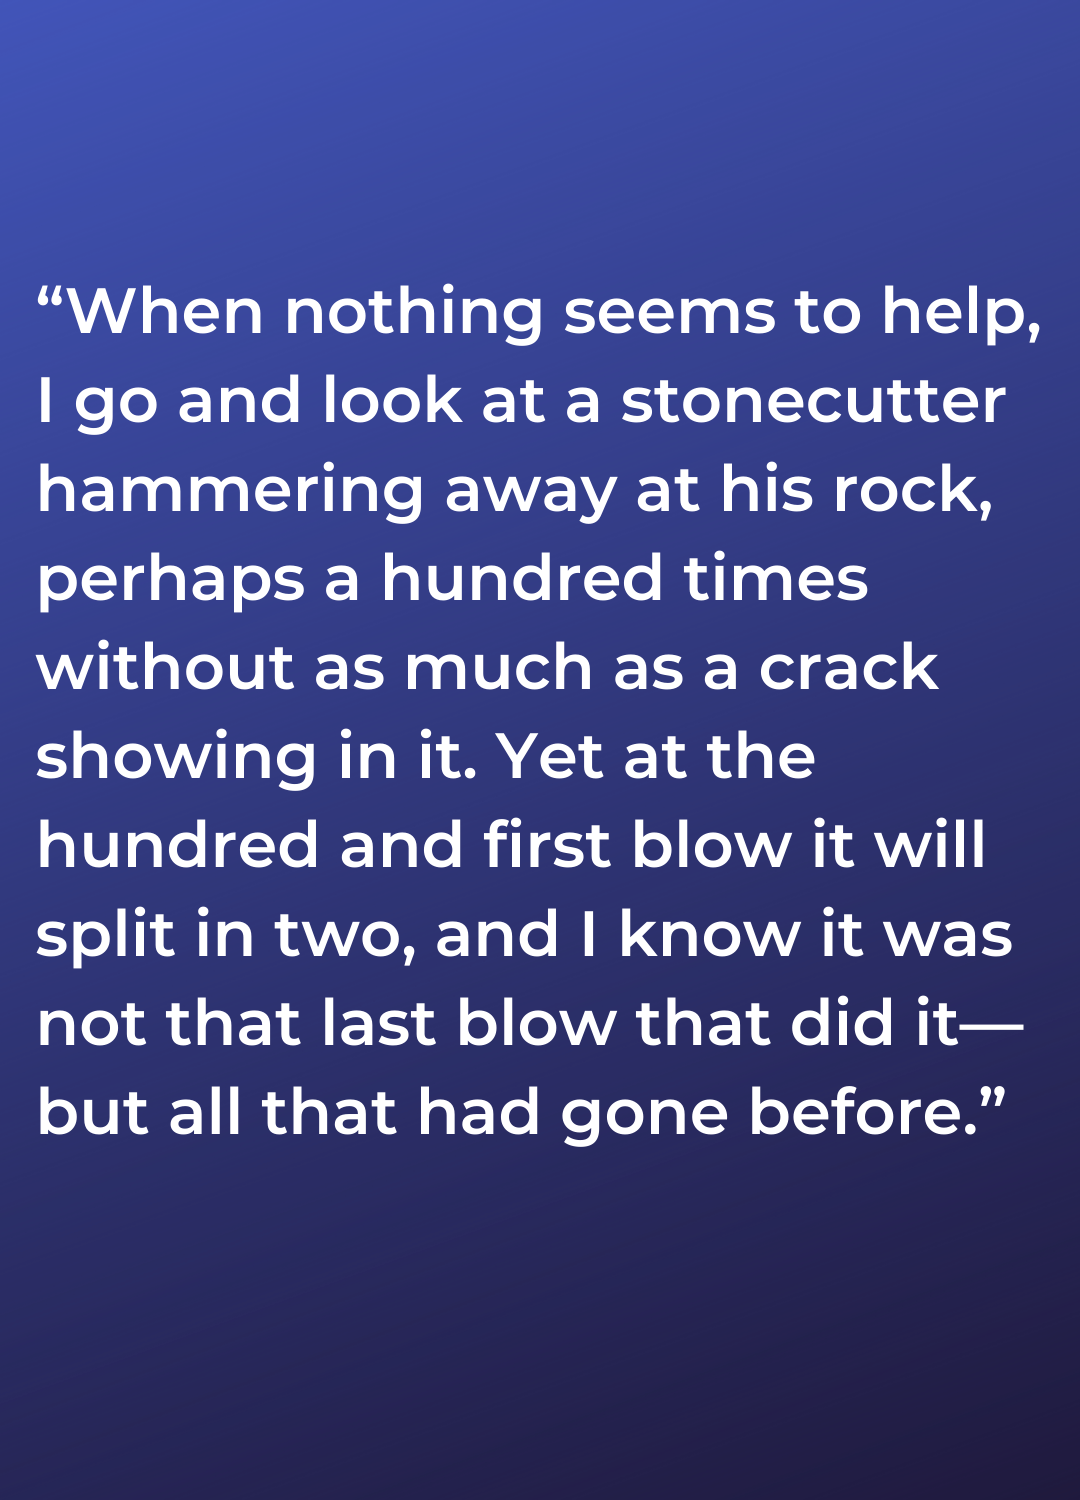 “When nothing seems to help,
I go and look at a stonecutter
hammering away at his rock,
perhaps a hundred times
without as much as a crack
showing in it. Yet at the
hundred and first blow it will
split in two, and I know it was
not that last blow that did it—
but all that had gone before.”